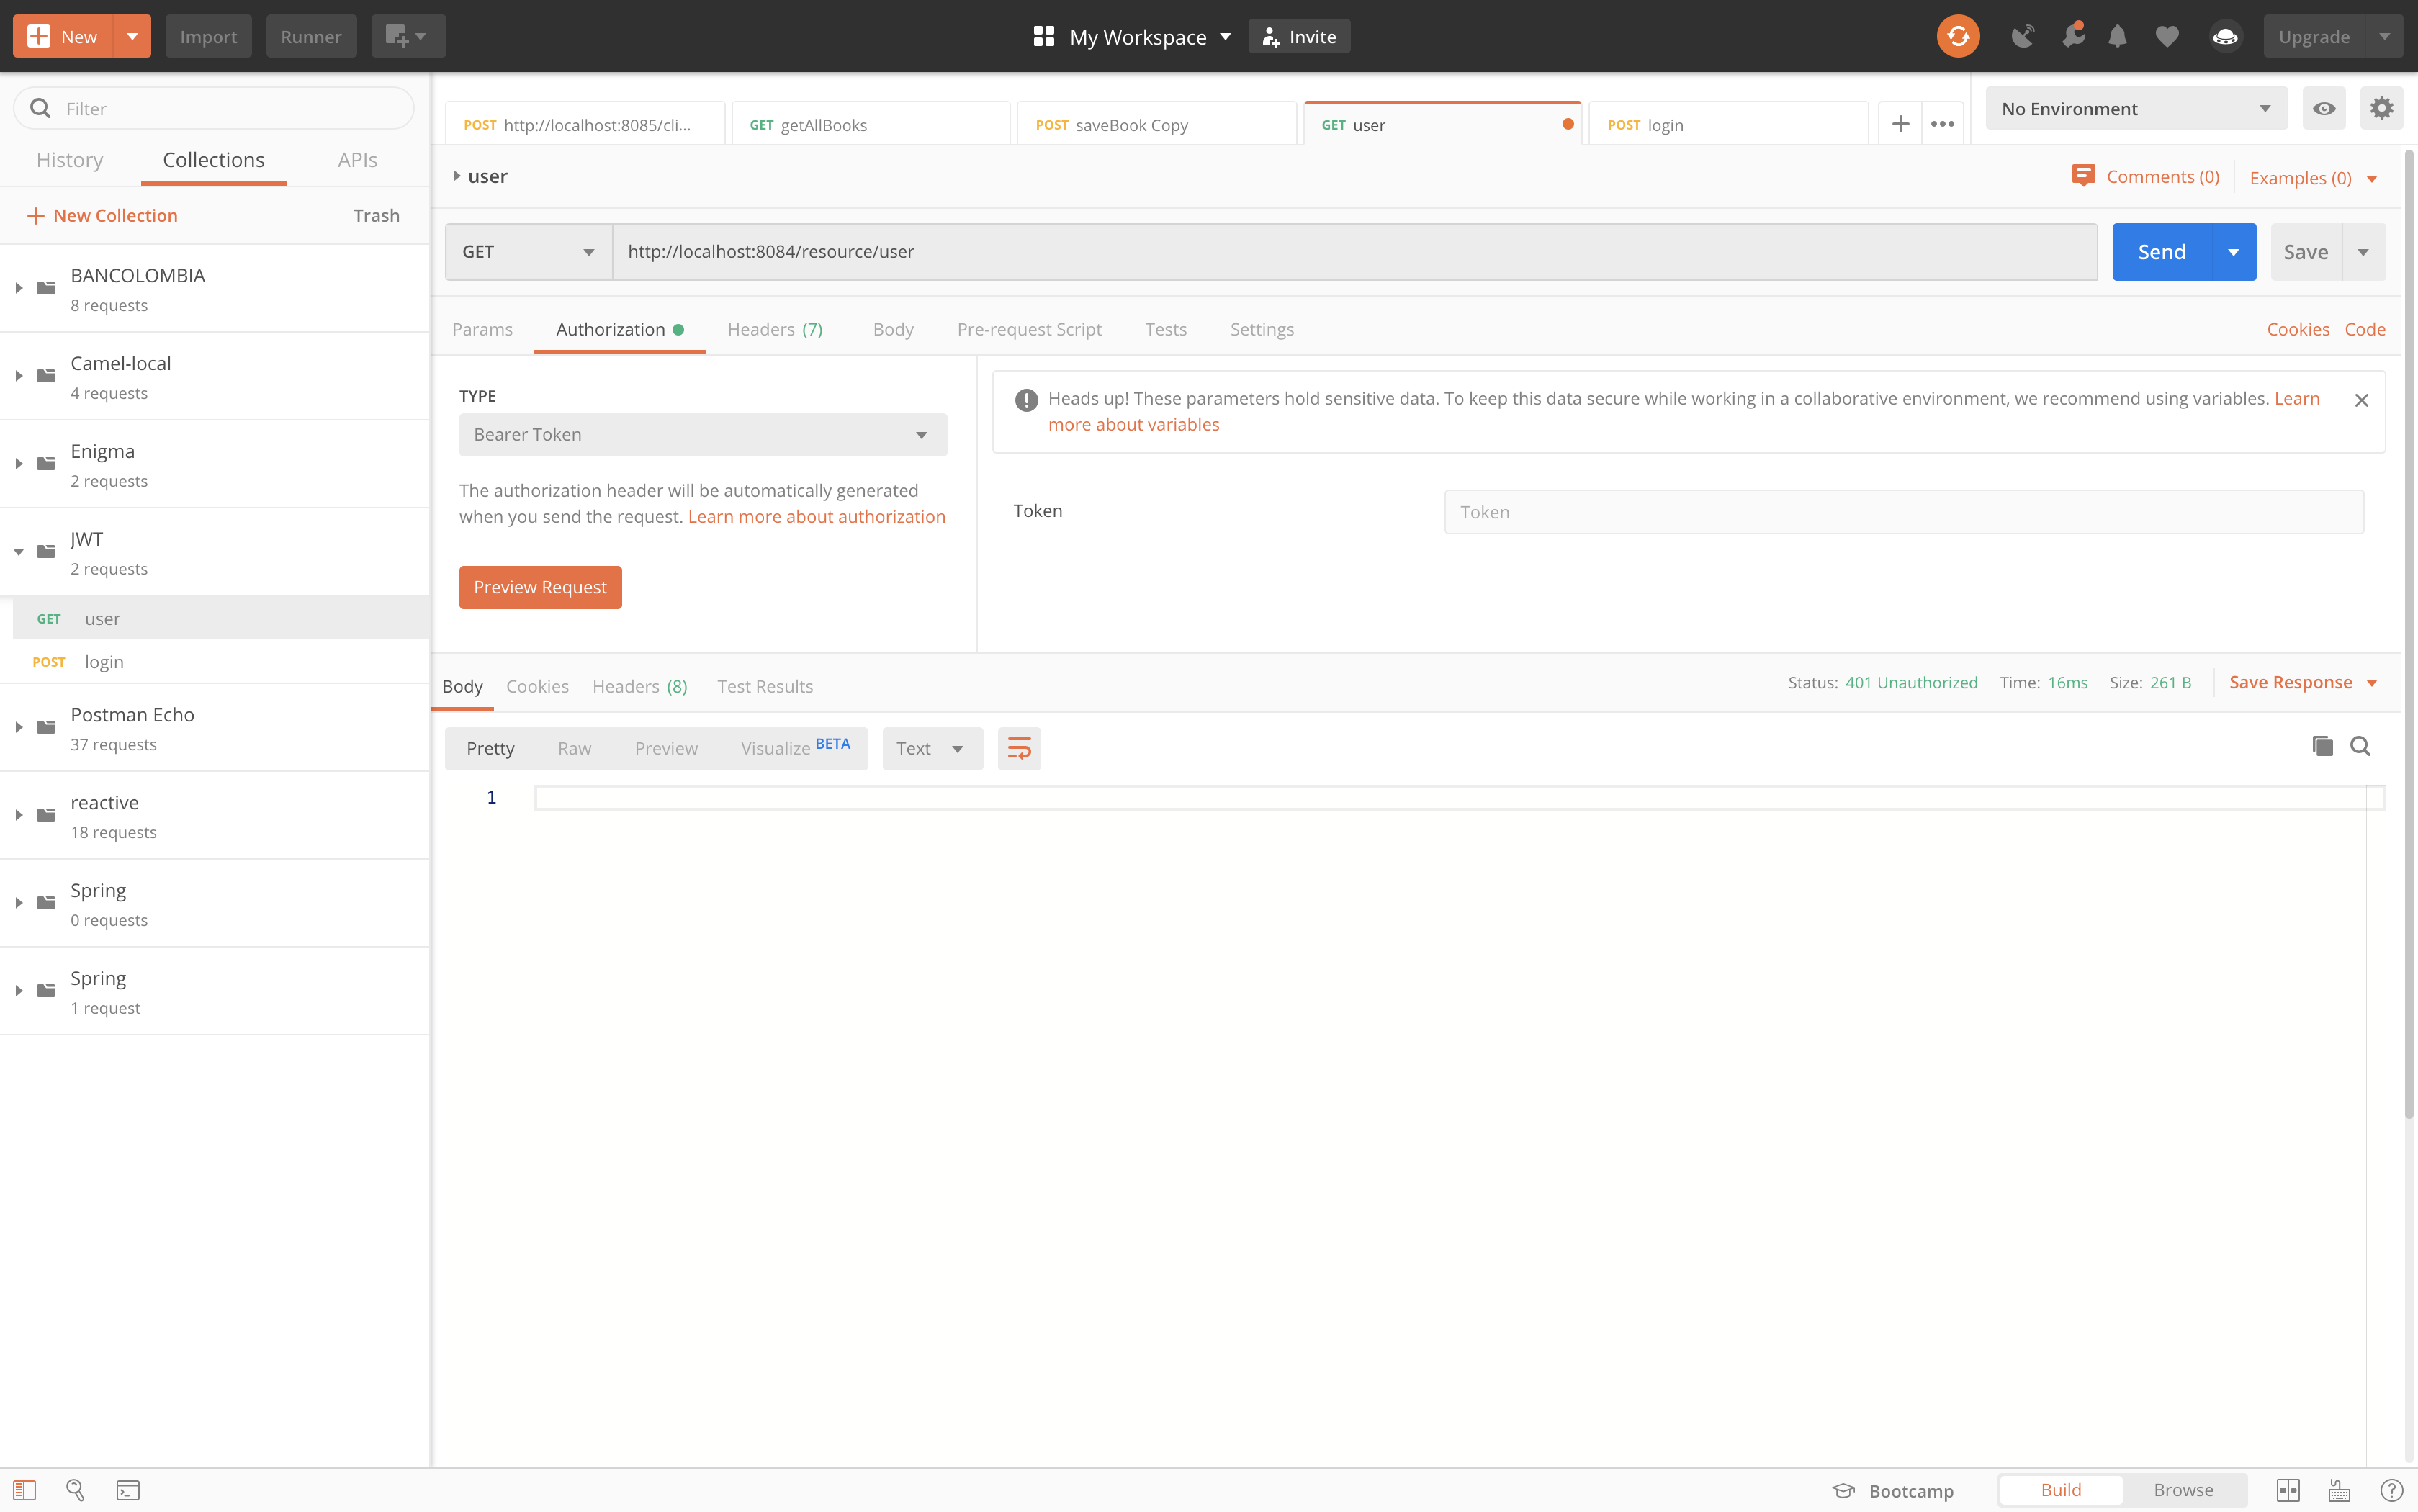 New
Import
Runner
My Workspace
Invite
Upgrade
Filter
History
Collections
APIs
New Collection
Trash
BANCOLOMBIA
8 requests
Camel-local
4 requests
Enigma
2 requests
JWT
2 requests
GET user
POST login
Postman Echo
37 requests
reactive
18 requests
Spring
0 requests
Spring
1 request
POST http://localhost:8085/cli...
GET getAllBooks
POST saveBook Copy
GET user
POST login
No Environment
user
Comments (0)
Examples (0)
GET
http://localhost:8084/resource/user
Send
Save
Params
Authorization
Headers (7)
Body
Pre-request Script
Tests
Settings
Cookies
Code
TYPE
Bearer Token
The authorization header will be automatically generated
when you send the request. Learn more about authorization
Preview Request
Heads up! These parameters hold sensitive data. To keep this data secure while working in a collaborative environment, we recommend using variables. Learn
more about variables
Token
Token
Body
Cookies
Headers (8)
Test Results
Status: 401 Unauthorized
Time: 16ms
Size: 261 B
Save Response
Pretty
Raw
Preview
Visualize BETA
Text
1
Bootcamp
Build
Browse